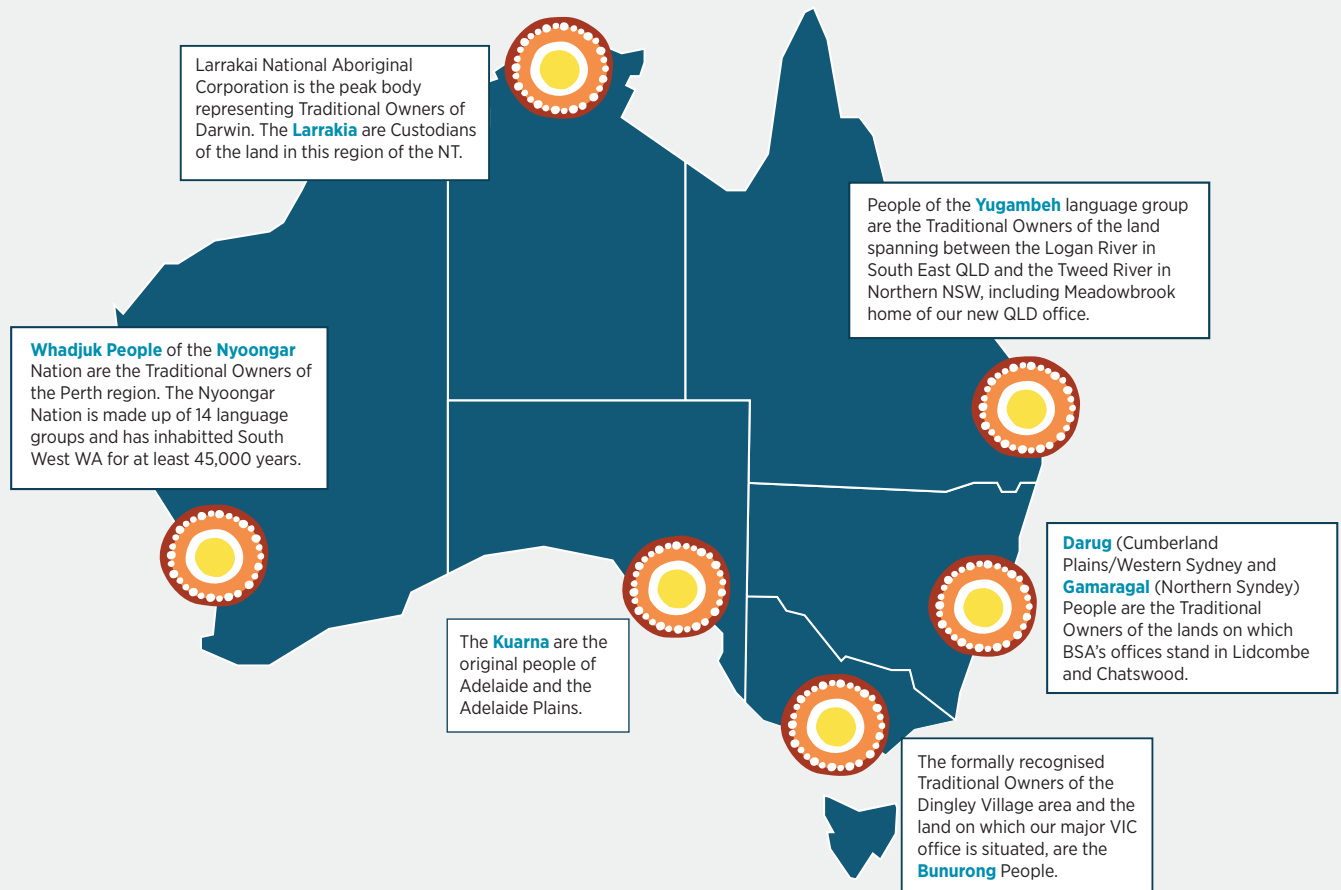 Larrakai National Aboriginal
Corporation is the peak body
representing Traditional Owners of
Darwin. The Larrakia are Custodians
of the land in this region of the NT.
People of the Yugambeh language group
are the Traditional Owners of the land
spanning between the Logan River in
South East QLD and the Tweed River in
Northern NSW, including Meadowbrook
home of our new QLD office.
Whadjuk People of the Nyoongar
Nation are the Traditional Owners of
the Perth region. The Nyoongar
Nation is made up of 14 language
groups and has inhabitted South
West WA for at least 45,000 years.
Darug (Cumberland
Plains/Western Sydney and
Gamaragal (Northern Syndey)
People are the Traditional
Owners of the lands on which
BSA's offices stand in Lidcombe
and Chatswood.
The Kuarna are the
original people of
Adelaide and the
Adelaide Plains.
The formally recognised
Traditional Owners of the
Dingley Village area and the
land on which our major VIC
office is situated, are the
Bunurong People.